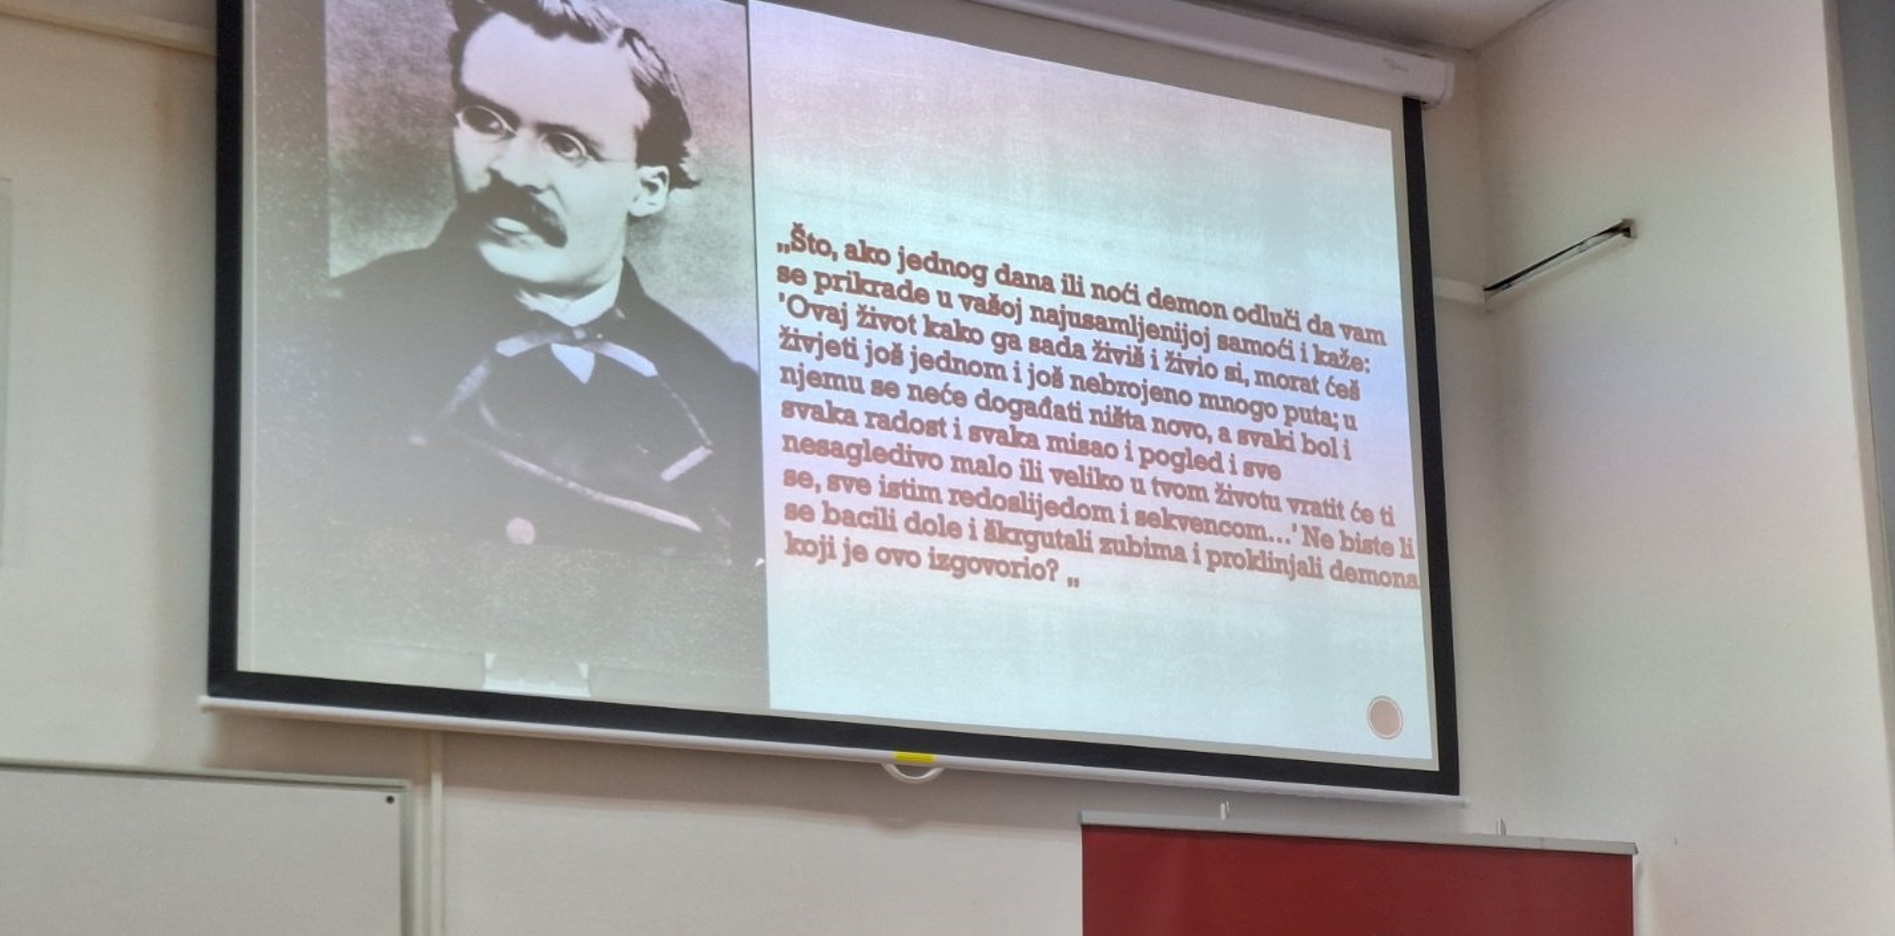 „Što, ako jednog dana ili noći demon odluči da vam
se prikrade u vašoj najusamljenijoj samoći i kaže:
'Ovaj život kako ga sada živiš i živio si, morat ćeš
živjeti još jednom i još nebrojeno mnogo puta; u
njemu se neće događati ništa novo, a svaki bol i
svaka radost i svaka misao i pogled i sve
nesagledivo malo ili veliko u tvom životu vratit će ti
se, sve istim redoslijedom i sekvencom...' Ne biste li
se bacili dole i škrgutali zubima i proklinjali demona
koji je ovo izgovorio? „